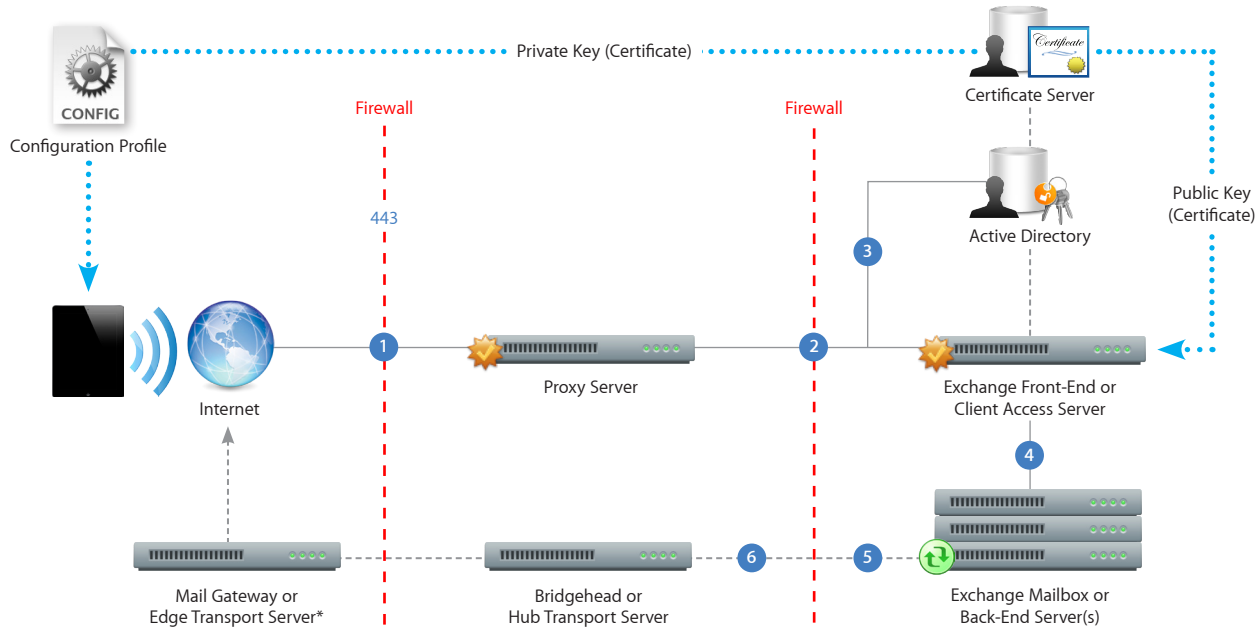 Private Key (Certificate)
Certificate
CONFIG
Configuration Profile
Certificate Server
Firewall
Firewall
443
Public Key
(Certificate)
Active Directory
3
1
2
Internet
Proxy Server
Exchange Front-End or
Client Access Server
4
6
5
Mail Gateway or
Edge Transport Server*
Bridgehead or
Hub Transport Server
Exchange Mailbox or
Back-End Server(s)